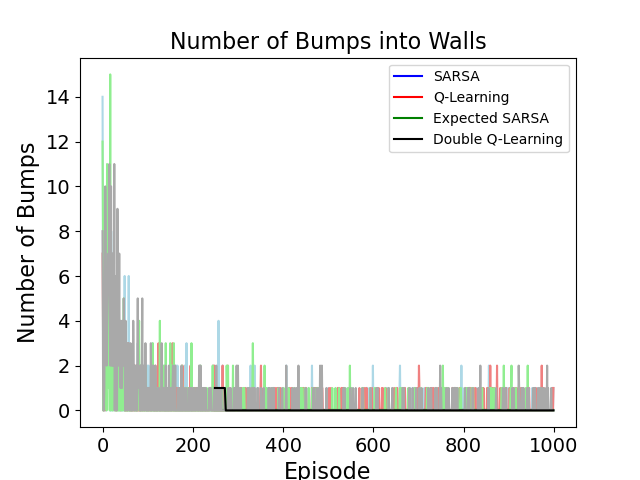 Number of Bumps into Walls
SARSA
Q-Learning
Expected SARSA
Double Q-Learning
Number of Bumps
14
12
10
8
6
4
2
0
0 200 400 600 800 1000
Episode